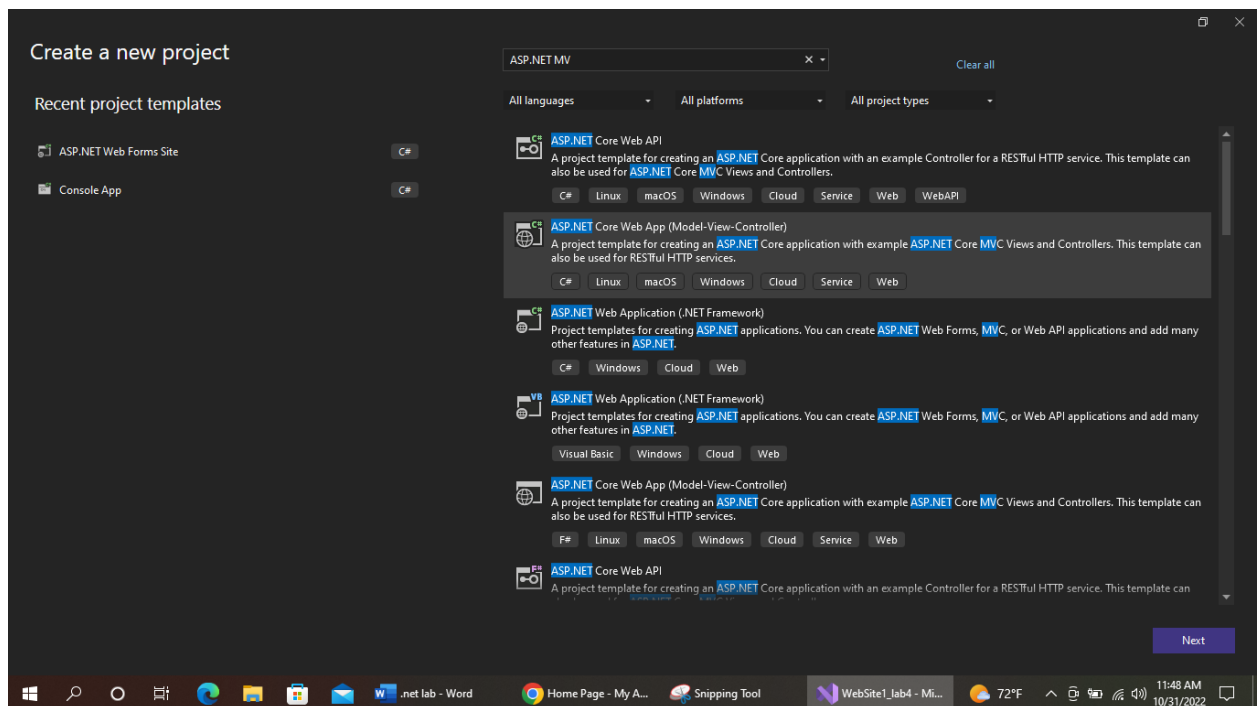 Create a new project
ASP.NET MV
Clear all
Recent project templates
All languages
All platforms
All project types
ASP.NET Web Forms Site
C#
Console App
C#
ASP.NET Core Web API
A project template for creating an ASP.NET Core application with an example Controller for a RESTful HTTP service. This template can
also be used for ASP.NET Core MVC Views and Controllers.
C# Linux macOS Windows Cloud Service Web WebAPI
ASP.NET Core Web App (Model-View-Controller)
A project template for creating an ASP.NET Core application with example ASP.NET Core MVC Views and Controllers. This template can
also be used for RESTful HTTP services.
C# Linux macOS Windows Cloud Service Web
ASP.NET Web Application (.NET Framework)
Project templates for creating ASP.NET applications. You can create ASP.NET Web Forms, MVC, or Web API applications and add many
other features in ASP.NET.
C# Windows Cloud Web
ASP.NET Web Application (.NET Framework)
Project templates for creating ASP.NET applications. You can create ASP.NET Web Forms, MVC, or Web API applications and add many
other features in ASP.NET.
Visual Basic Windows Cloud Web
ASP.NET Core Web App (Model-View-Controller)
A project template for creating an ASP.NET Core application with example ASP.NET Core MVC Views and Controllers. This template can
also be used for RESTful HTTP services.
F# Linux macOS Windows Cloud Service Web
ASP.NET Core Web API
A project template for creating an ASP.NET Core application with an example Controller for a RESTful HTTP service. This template can
Next
.net lab - Word
Home Page - My A...
Snipping Tool
WebSite1_lab4 - Mi...
72°F
11:48 AM
10/31/2022